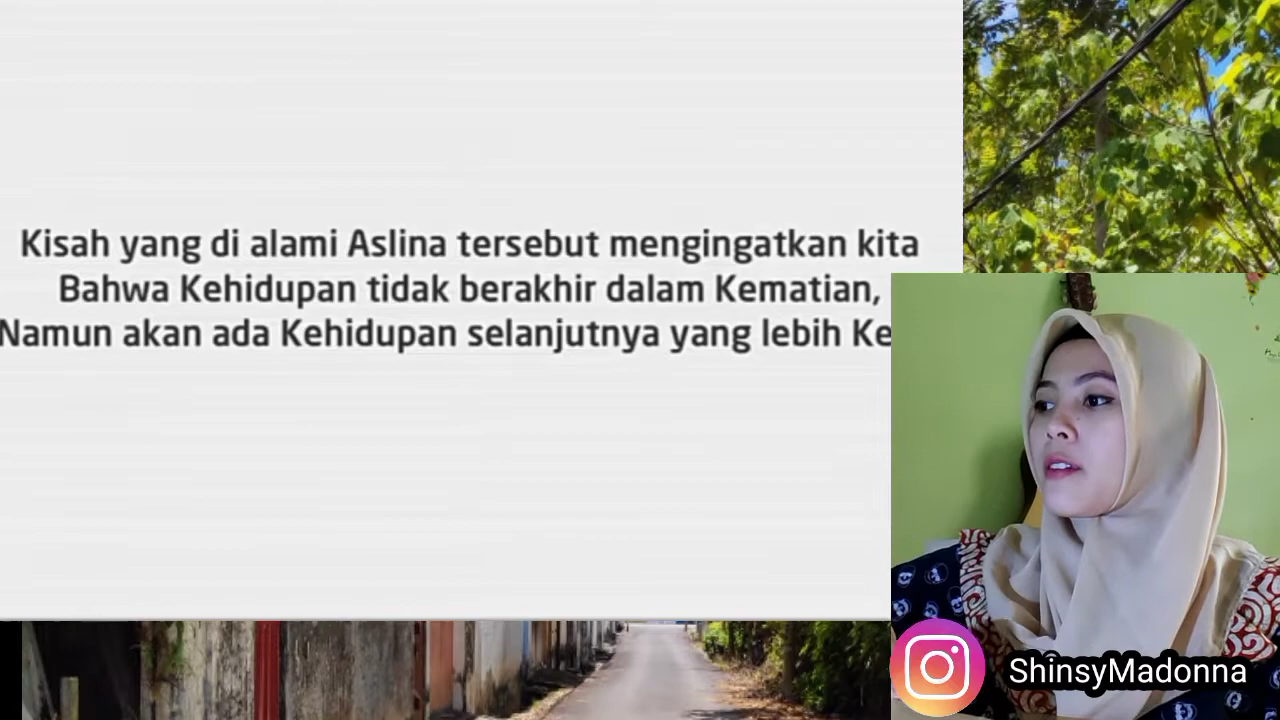 Kisah yang di alami Aslina tersebut mengingatkan kita
Bahwa Kehidupan tidak berakhir dalam Kematian,
Namun akan ada Kehidupan selanjutnya yang lebih
ShinsyMadonna